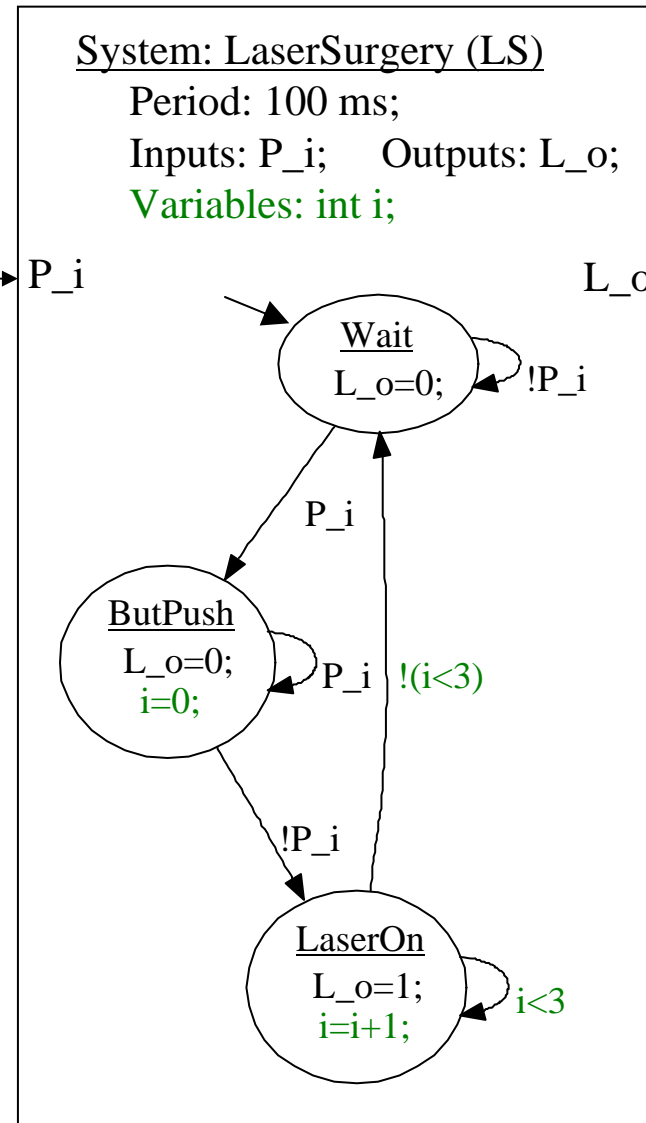 System: LaserSurgery (LS)
Period: 100 ms;
Inputs: P_i; Outputs: L_o;
Variables: int i;
P_i
L_o
Wait
L_o=0;
!P_i
P_i
ButPush
L_o=0;
i=0;
P_i
!(i<3)
!P_i
LaserOn
L_o=1;
i=i+1;
i<3